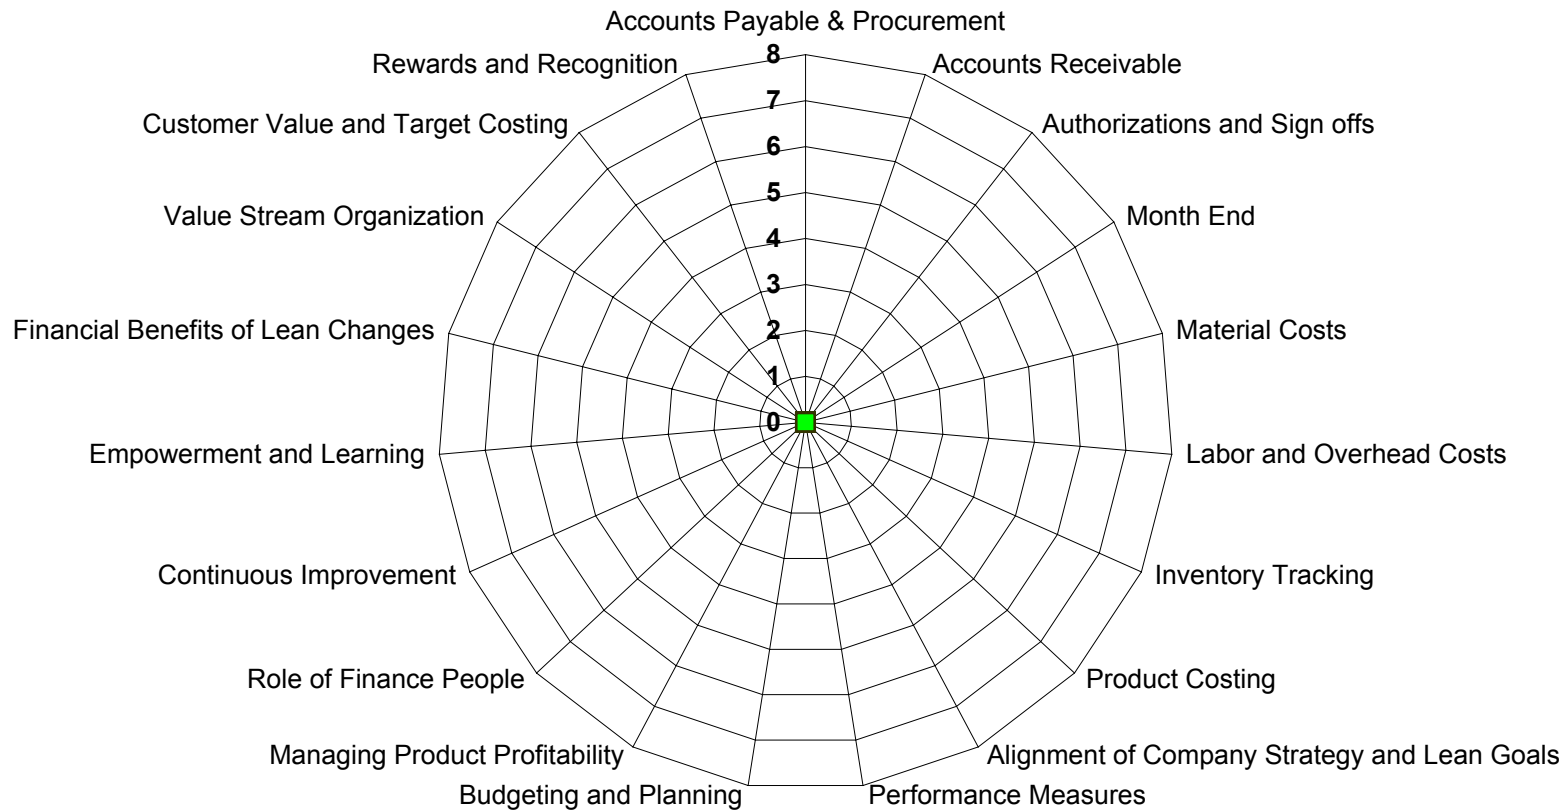 Accounts Payable & Procurement
Rewards and Recognition
8
Accounts Receivable
7
Customer Value and Target Costing
Authorizations and Sign offs
6
5
Value Stream Organization
Month End
4
3
Financial Benefits of Lean Changes
2
Material Costs
1
0
Empowerment and Learning
Labor and Overhead Costs
Continuous Improvement
Inventory Tracking
Role of Finance People
Product Costing
Managing Product Profitability
Alignment of Company Strategy and Lean Goals
Budgeting and Planning
Performance Measures